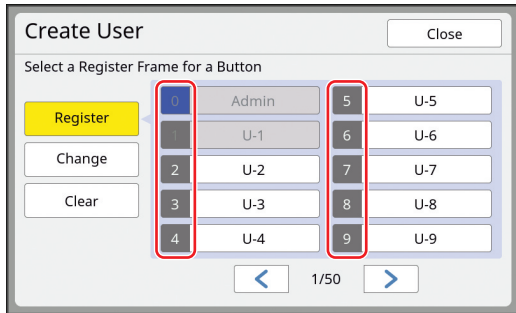 Create User
Close
Select a Register Frame for a Button
Register
Change
Clear
0 Admin
1 U-1
2 U-2
3 U-3
4 U-4
5 U-5
6 U-6
7 U-7
8 U-8
9 U-9
1/50